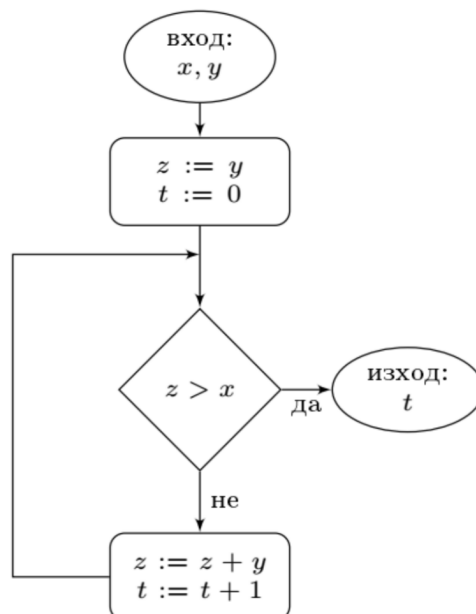 вход:
x, y
z := y
t := 0
z > x
да
изход:
t
не
z := z + y
t := t + 1